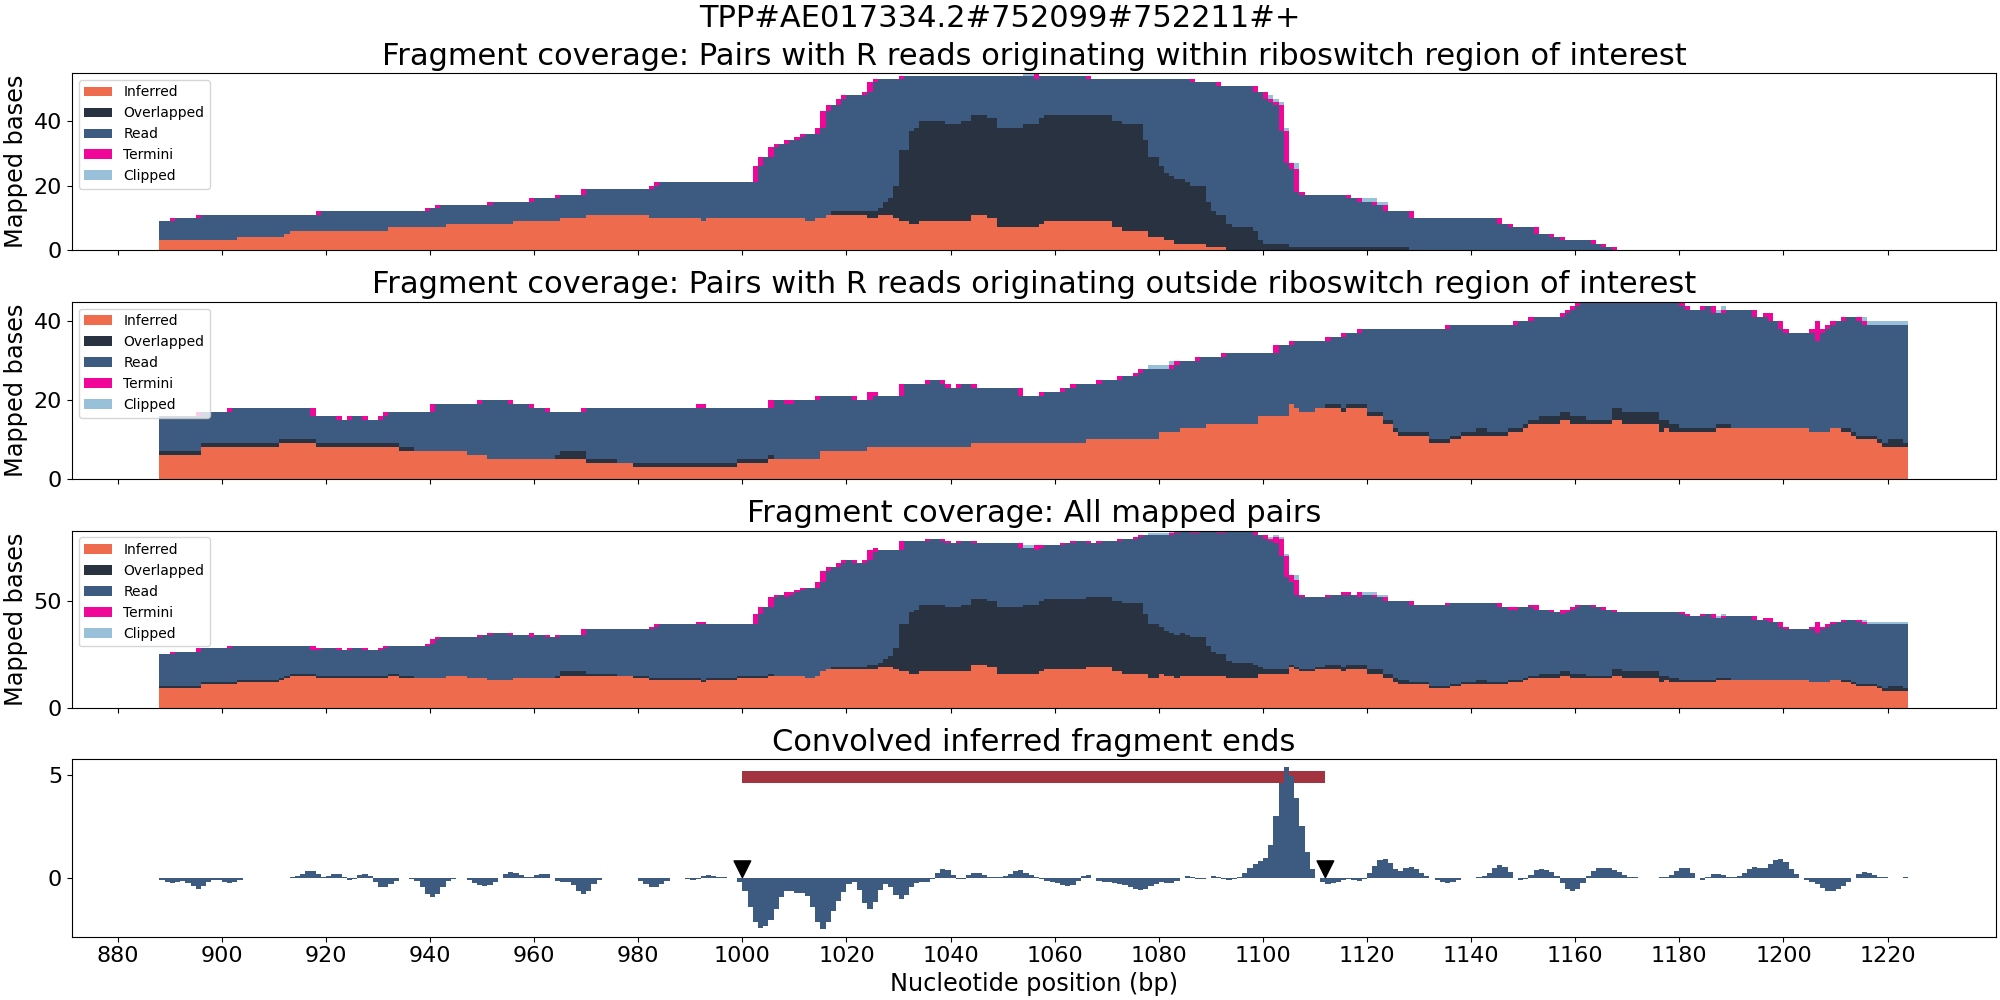 TPP#AE017334.2#752099#752211#+
Fragment coverage: Pairs with R reads originating within riboswitch region of interest
Mapped bases
40
20
0
Inferred
Overlapped
Read
Termini
Clipped
Fragment coverage: Pairs with R reads originating outside riboswitch region of interest
Mapped bases
40
20
0
Inferred
Overlapped
Read
Termini
Clipped
Fragment coverage: All mapped pairs
Mapped bases
50
0
Inferred
Overlapped
Read
Termini
Clipped
Convolved inferred fragment ends
5
0
880 900 920 940 960 980 1000 1020 1040 1060 1080 1100 1120 1140 1160 1180 1200 1220
Nucleotide position (bp)